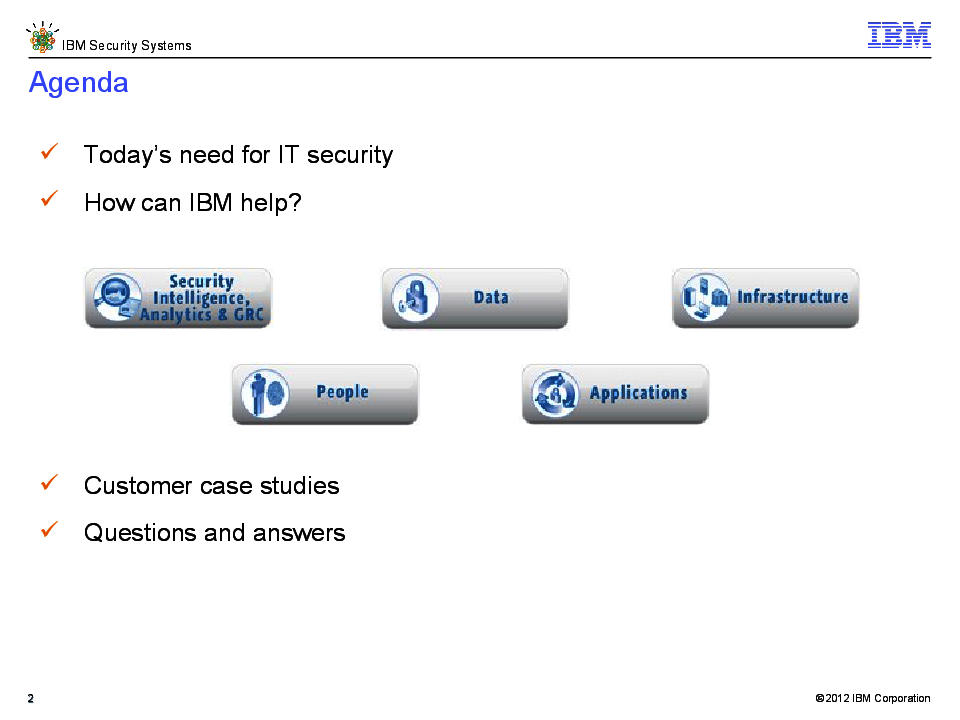 IBM Security Systems
IBM
Agenda
Today's need for IT security
How can IBM help?
Security
Intelligence,
Analytics & GRC
Data
Infrastructure
People
Applications
Customer case studies
Questions and answers
2
© 2012 IBM Corporation